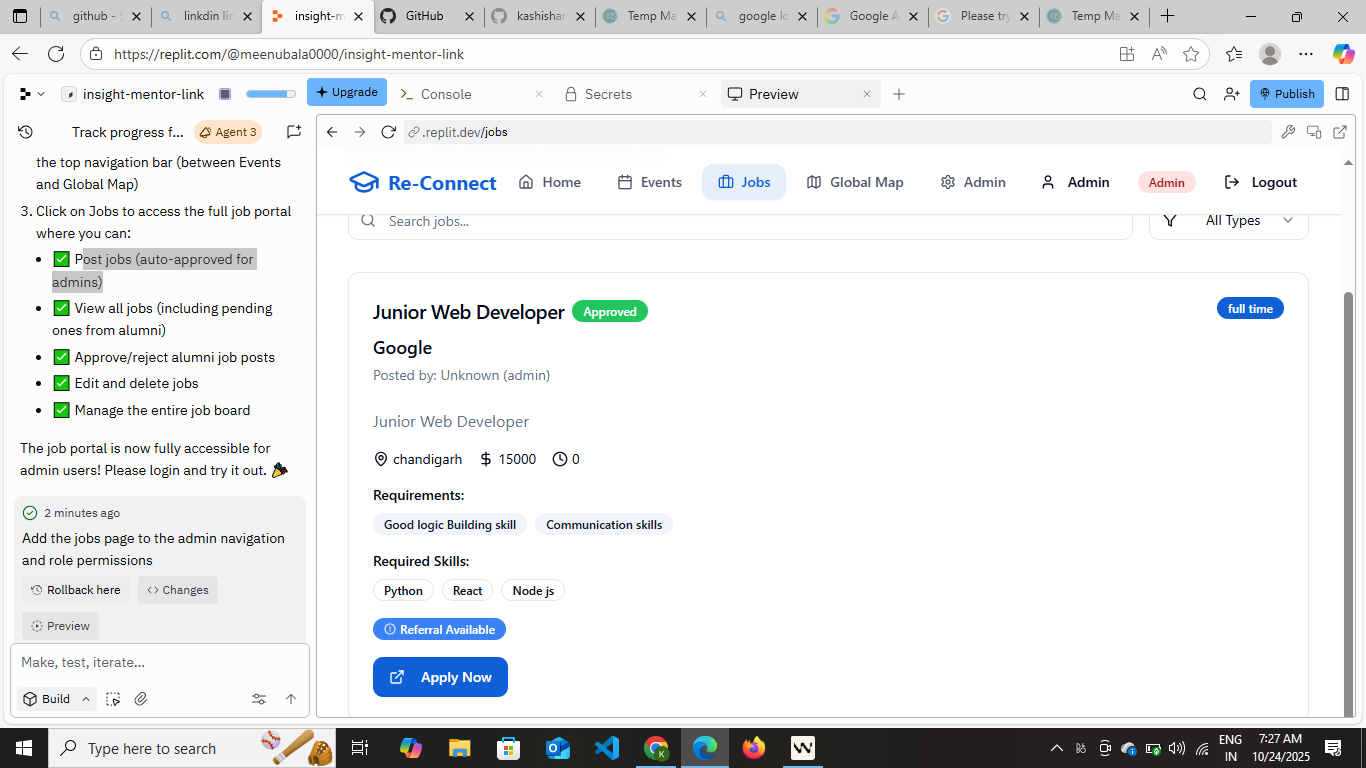 github - S
linkdin lin
insight-m
GitHub
kashishar
Temp Ma
google lo
Google A
Please try
Temp Ma
https://replit.com/@meenubala0000/insight-mentor-link
insight-mentor-link
Upgrade
Console
Secrets
Preview
Publish
Track progress f...
Agent 3
.replit.dev/jobs
the top navigation bar (between Events
and Global Map)
3. Click on Jobs to access the full job portal
where you can:
Post jobs (auto-approved for
admins)
View all jobs (including pending
ones from alumni)
Approve/reject alumni job posts
Edit and delete jobs
Manage the entire job board
The job portal is now fully accessible for
admin users! Please login and try it out.
2 minutes ago
Add the jobs page to the admin navigation
and role permissions
Rollback here
Changes
Preview
Make, test, iterate...
Build
Re-Connect
Home
Events
Jobs
Global Map
Admin
Admin
Admin
Logout
Search jobs...
All Types
Junior Web Developer
Approved
full time
Google
Posted by: Unknown (admin)
Junior Web Developer
chandigarh
$ 15000
0
Requirements:
Good logic Building skill
Communication skills
Required Skills:
Python
React
Node js
Referral Available
Apply Now
Type here to search
ENG
IN
7:27 AM
10/24/2025